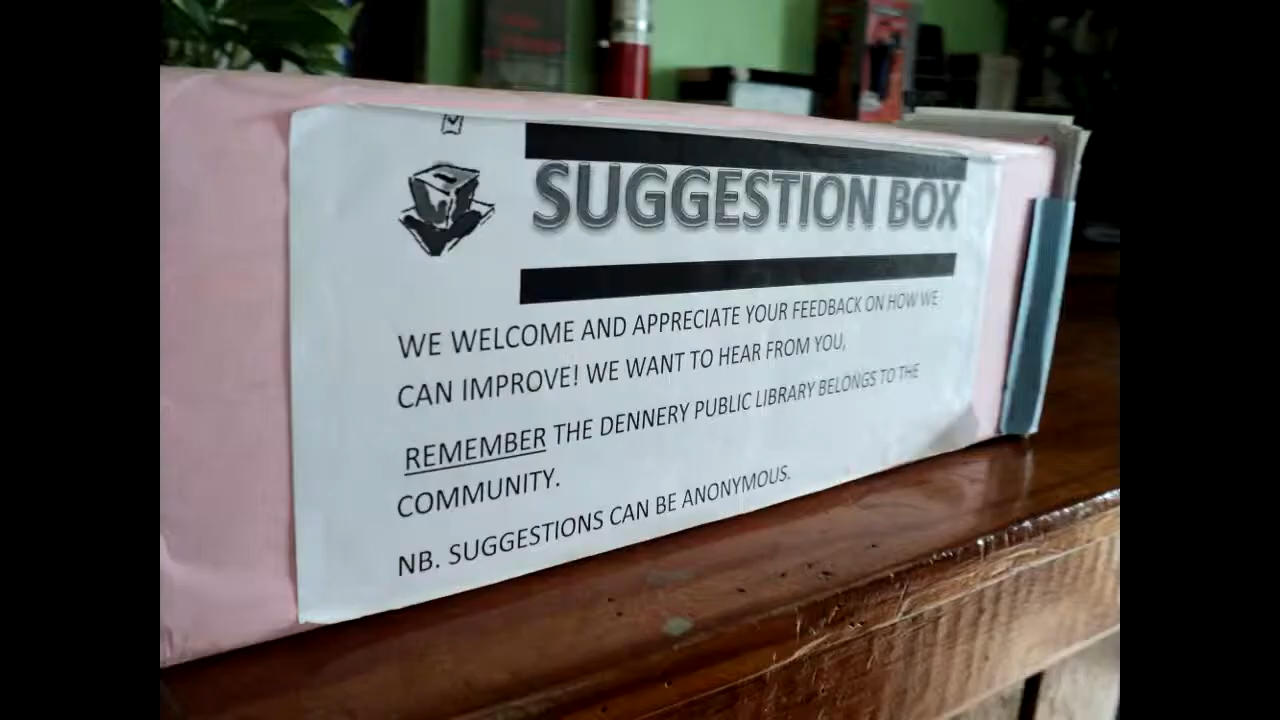 SUGGESTION BOX
WE WELCOME AND APPRECIATE YOUR FEEDBACK ON HOW WE
CAN IMPROVE! WE WANT TO HEAR FROM YOU,
REMEMBER THE DENNERY PUBLIC LIBRARY BELONGS TO THE
COMMUNITY.
NB. SUGGESTIONS CAN BE ANONYMOUS.